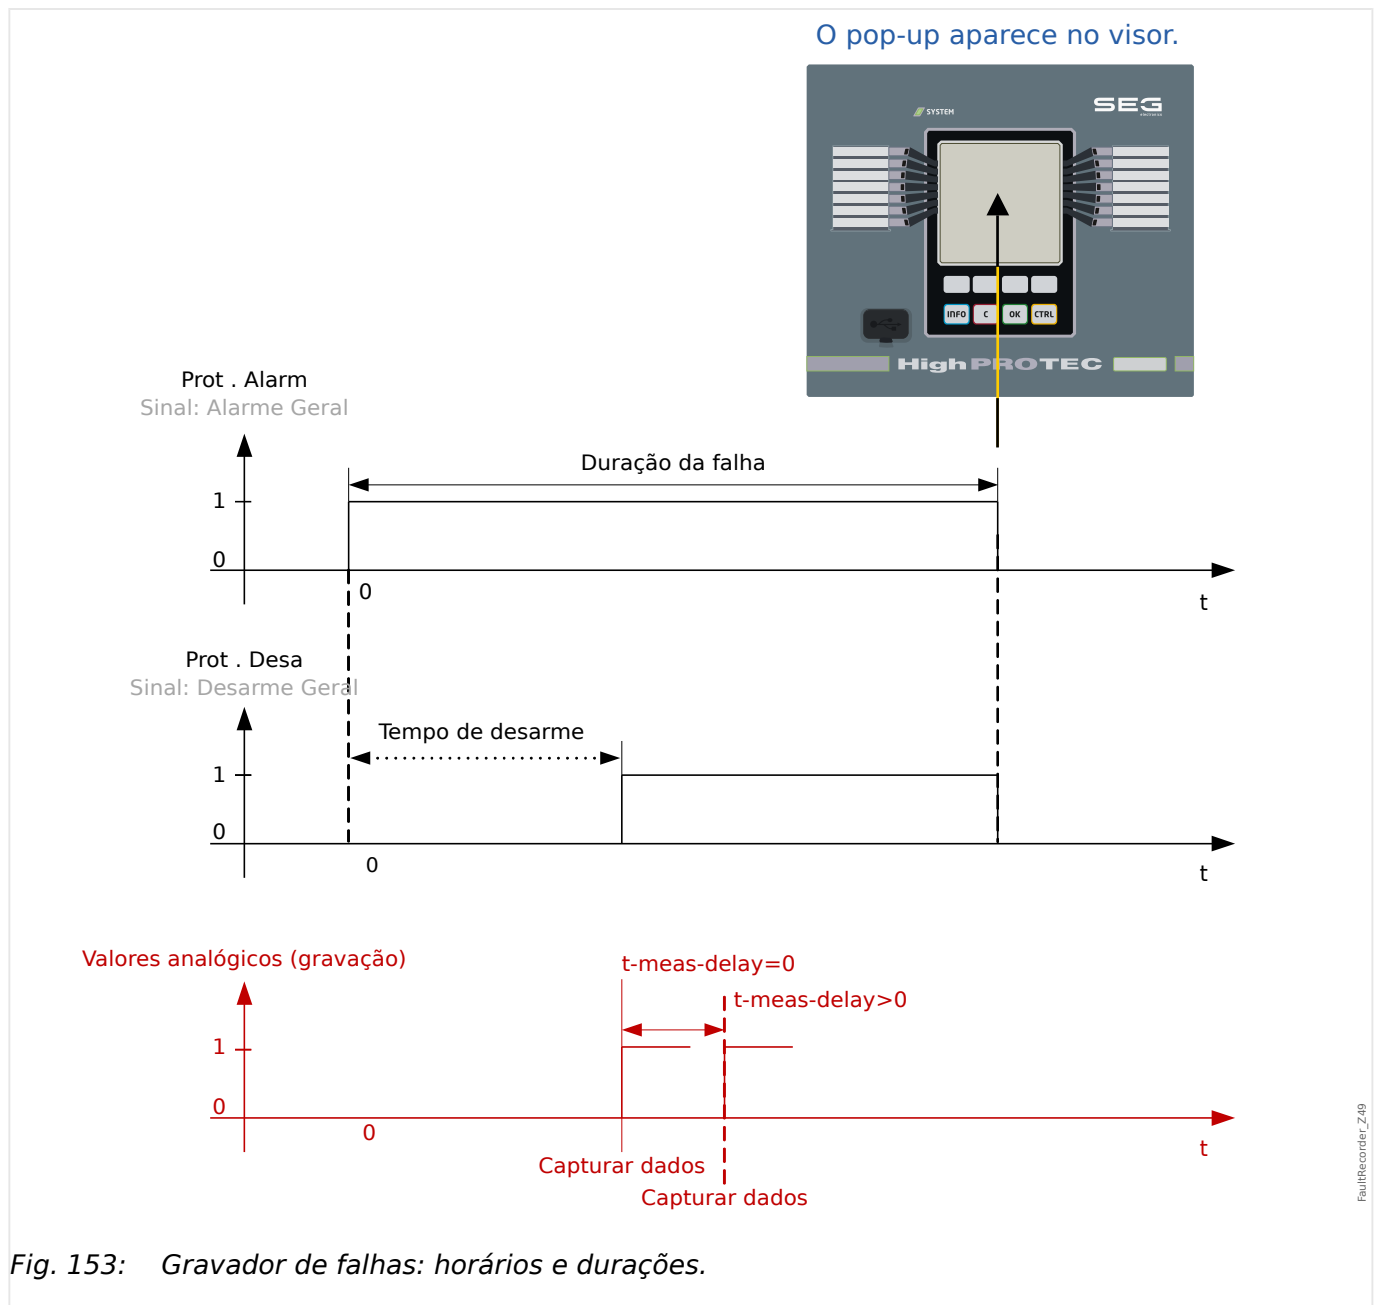 O pop-up aparece no visor.
SYSTEM
SEG
INFO
C
OK
CTRL
HighPROTEC
Prot . Alarm
Sinal: Alarme Geral
Duração da falha
1
0
0
t
Prot . Desa
Sinal: Desarme Geral
Tempo de desarme
1
0
0
t
Valores analógicos (gravação)
t-meas-delay=0
t-meas-delay>0
1
0
0
t
Capturar dados
Capturar dados
FaultRecorder_Z49
Fig. 153: Gravador de falhas: horários e durações.